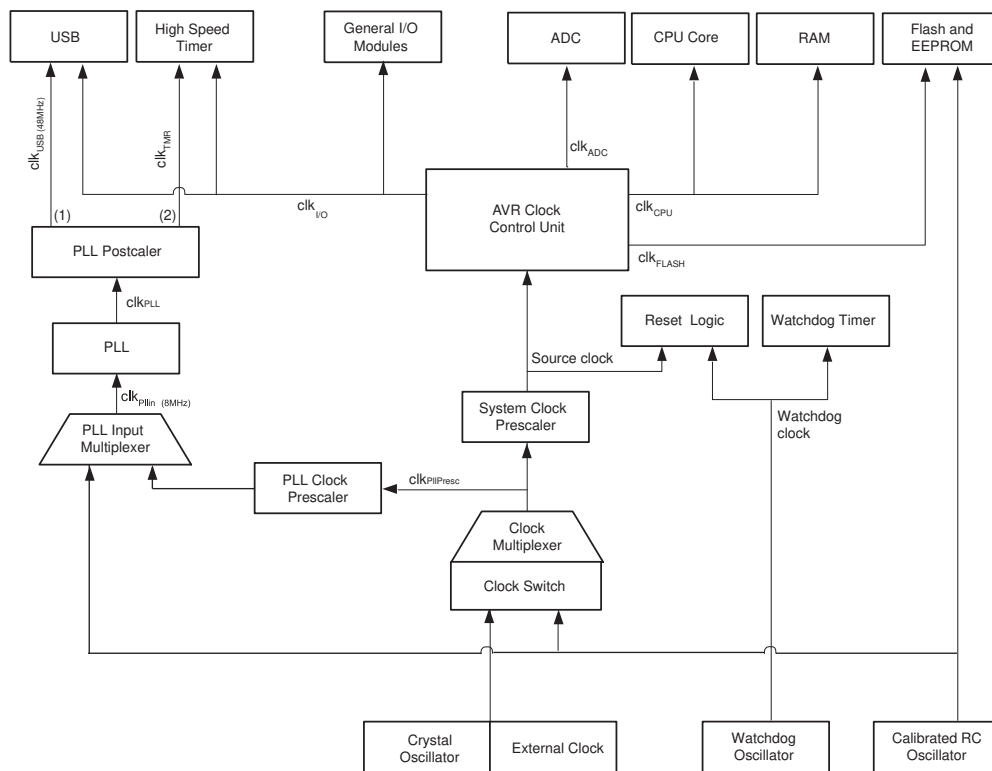 USB
High Speed
Timer
General I/O
Modules
ADC
CPU Core
RAM
Flash and
EEPROM
clkUSB (48MHz)
clkTMR
clkADC
clkI/O
AVR Clock
Control Unit
clkCPU
clkFLASH
(1)
(2)
PLL Postcaler
clkPLL
PLL
clkPllin (8MHz)
PLL Input
Multiplexer
Reset Logic
Watchdog Timer
Source clock
System Clock
Prescaler
Watchdog
clock
PLL Clock
Prescaler
clkPllPresc
Clock
Multiplexer
Clock Switch
Crystal
Oscillator
External Clock
Watchdog
Oscillator
Calibrated RC
Oscillator